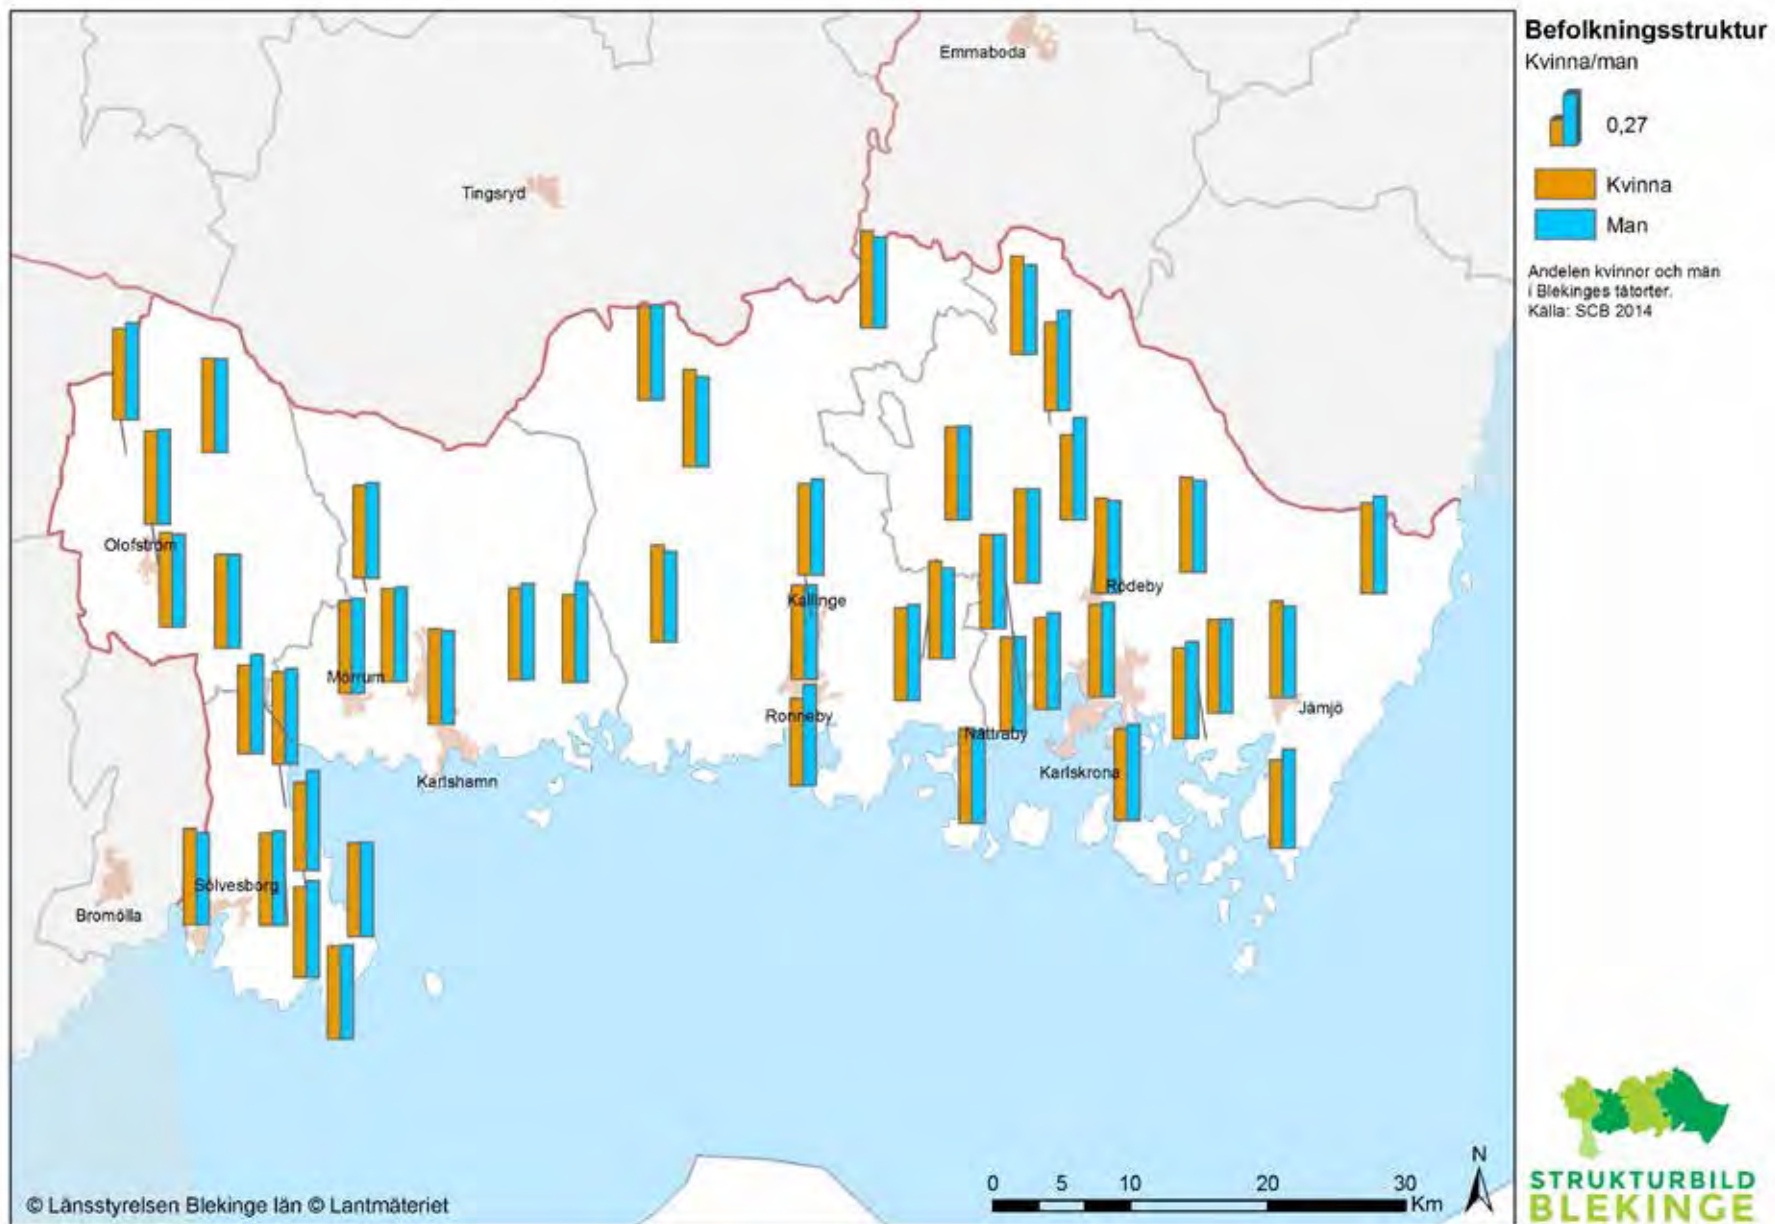 Befolkningsstruktur
Kvinna/man
0,27
Kvinna
Man
Andelen kvinnor och män
i Blekinges tätorter.
Källa: SCB 2014
Emmaboda
Tingsryd
Olofström
Kallinge
Rödeby
Mörrum
Ronneby
Nättraby
Jämjö
Karlshamn
Karlskrona
Sölvesborg
Bromölla
N
0 5 10 20 30
Km
© Länsstyrelsen Blekinge län © Lantmäteriet
STRUKTURBILD
BLEKINGE